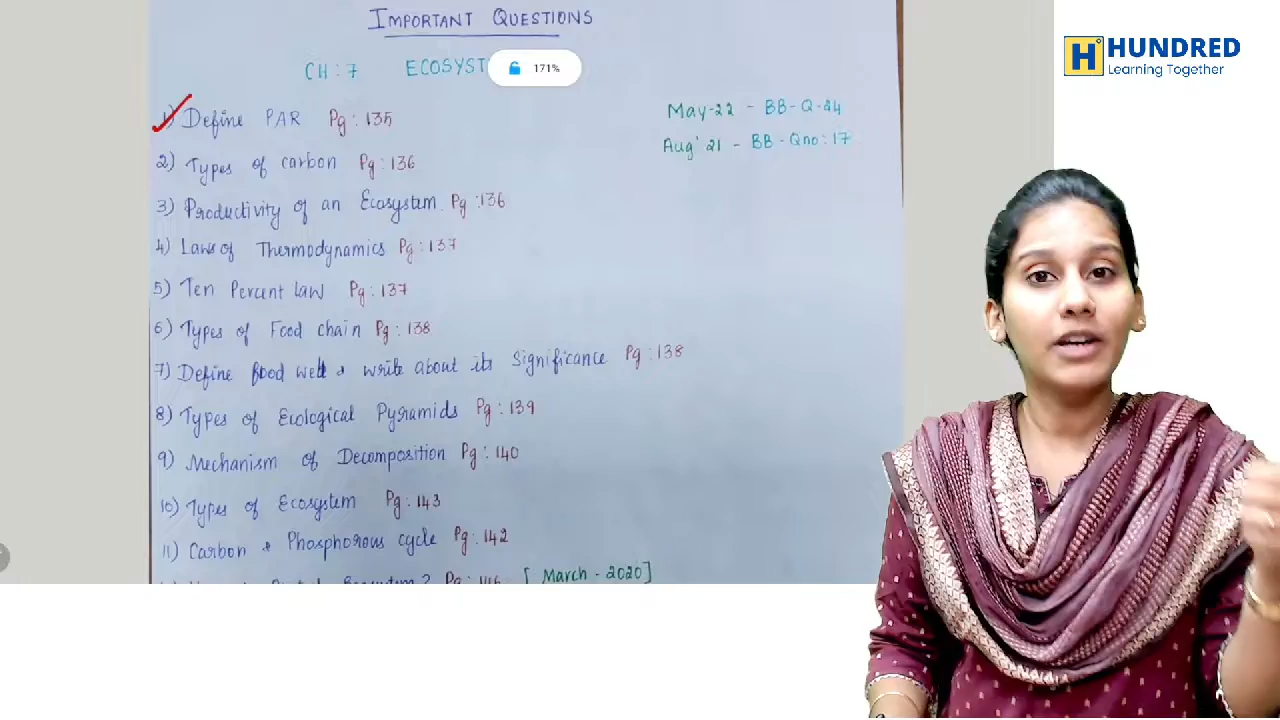 IMPORTANT QUESTIONS
HUNDRED
Learning Together
CH : 7 ECOSYST
171%
1) Define PAR Pg : 135
May-22 - BB-Q-24
Aug' 21 - BB-Qno : 17
2) Types of carbon Pg : 136
3) Productivity of an Ecosystem. Pg : 136
4) Laws of Thermodynamics Pg : 137
5) Ten Percent Law Pg : 137
6) Types of Food chain Pg : 138
7) Define food web & write about its Significance Pg : 138
8) Types of Ecological Pyramids Pg : 139
9) Mechanism of Decomposition Pg : 140
10) Types of Ecosystem Pg : 143
11) Carbon & Phosphorous cycle Pg : 142
Ecosystem? Pg : 146 [ March - 2020]